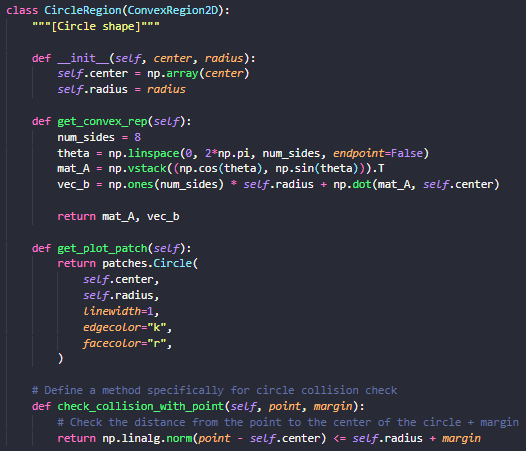 class CircleRegion(ConvexRegion2D):
    """[Circle shape]"""

    def __init__(self, center, radius):
        self.center = np.array(center)
        self.radius = radius

    def get_convex_rep(self):
        num_sides = 8
        theta = np.linspace(0, 2*np.pi, num_sides, endpoint=False)
        mat_A = np.vstack((np.cos(theta), np.sin(theta))).T
        vec_b = np.ones(num_sides) * self.radius + np.dot(mat_A, self.center)

        return mat_A, vec_b

    def get_plot_patch(self):
        return patches.Circle(
            self.center,
            self.radius,
            linewidth=1,
            edgecolor="k",
            facecolor="r",
        )

    # Define a method specifically for circle collision check
    def check_collision_with_point(self, point, margin):
        # Check the distance from the point to the center of the circle + margin
        return np.linalg.norm(point - self.center) <= self.radius + margin